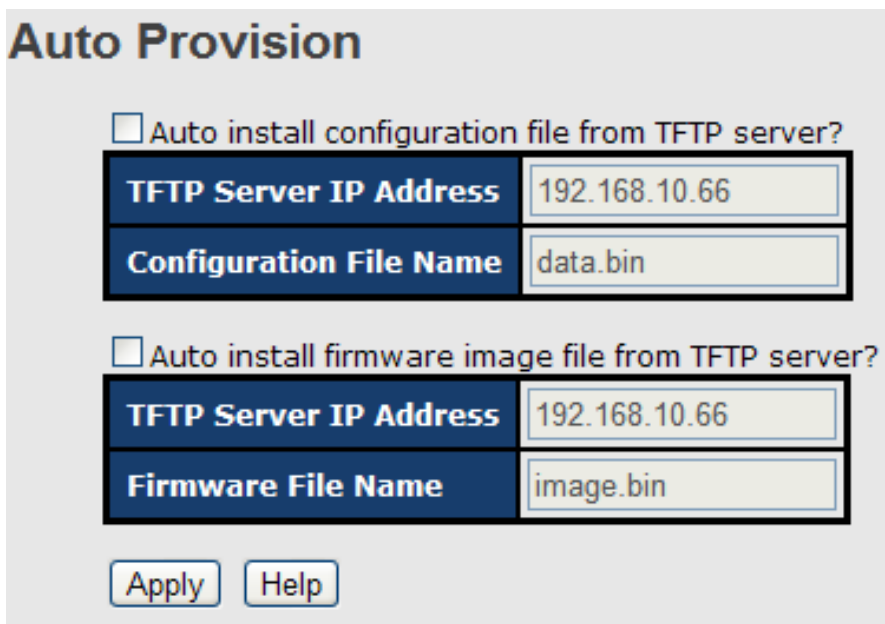 Auto Provision
Auto install configuration file from TFTP server?
TFTP Server IP Address 192.168.10.66
Configuration File Name data.bin
Auto install firmware image file from TFTP server?
TFTP Server IP Address 192.168.10.66
Firmware File Name image.bin
Apply Help